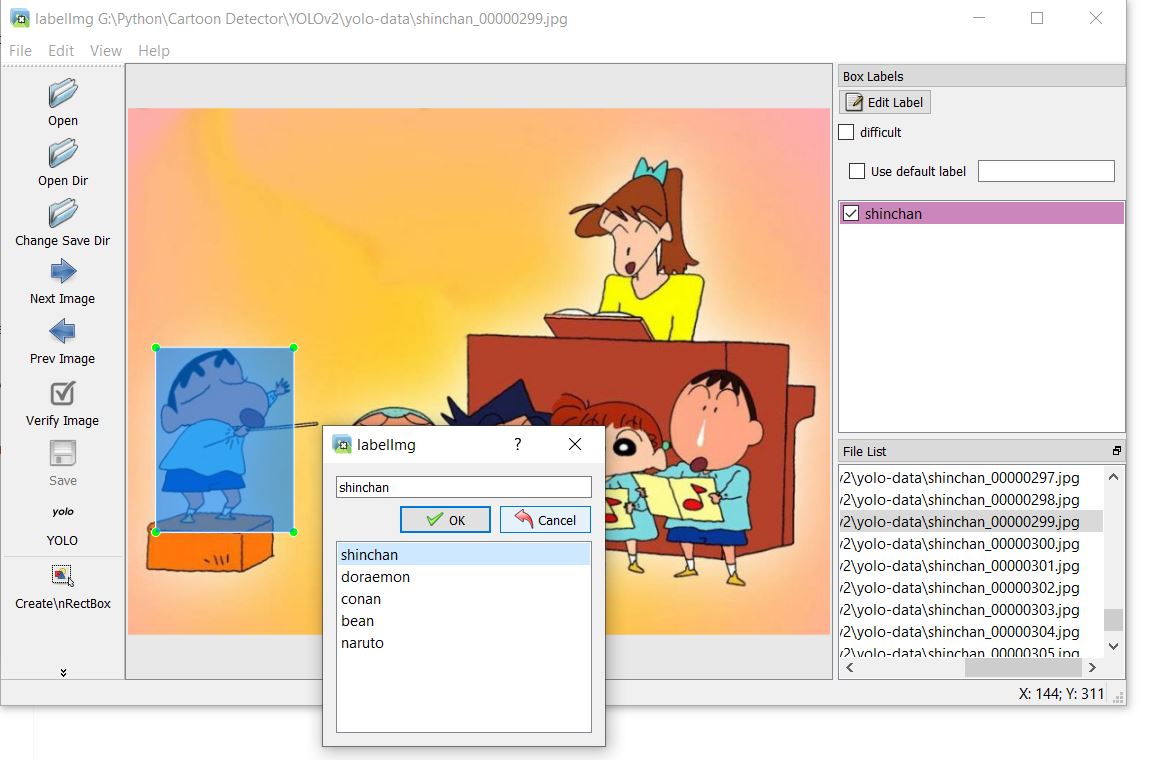 labelImg G:\Python\Cartoon Detector\YOLOv2\yolo-data\shinchan_00000299.jpg
File Edit View Help
Open
Open Dir
Change Save Dir
Next Image
Prev Image
Verify Image
Save
yolo
YOLO
Create\nRectBox
labelImg ?
shinchan
OK Cancel
shinchan
doraemon
conan
bean
naruto
Box Labels
Edit Label
difficult
Use default label
shinchan
File List
v2\yolo-data\shinchan_00000297.jpg
v2\yolo-data\shinchan_00000298.jpg
v2\yolo-data\shinchan_00000299.jpg
v2\yolo-data\shinchan_00000300.jpg
v2\yolo-data\shinchan_00000301.jpg
v2\yolo-data\shinchan_00000302.jpg
v2\yolo-data\shinchan_00000303.jpg
v2\yolo-data\shinchan_00000304.jpg
v2\yolo-data\shinchan_00000305.jpg
X: 144; Y: 311